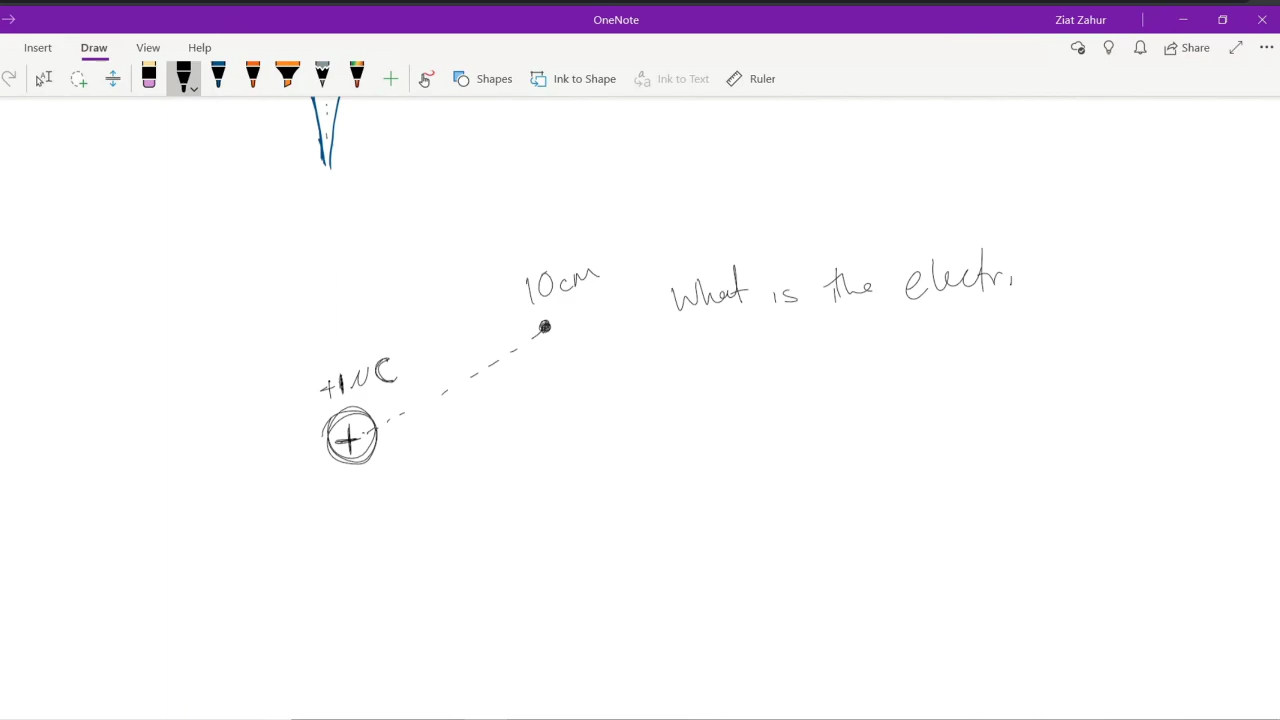 OneNote
Ziat Zahur
Insert Draw View Help
Share
Shapes Ink to Shape Ink to Text Ruler
10cm
What is the electr.
+1NC
+